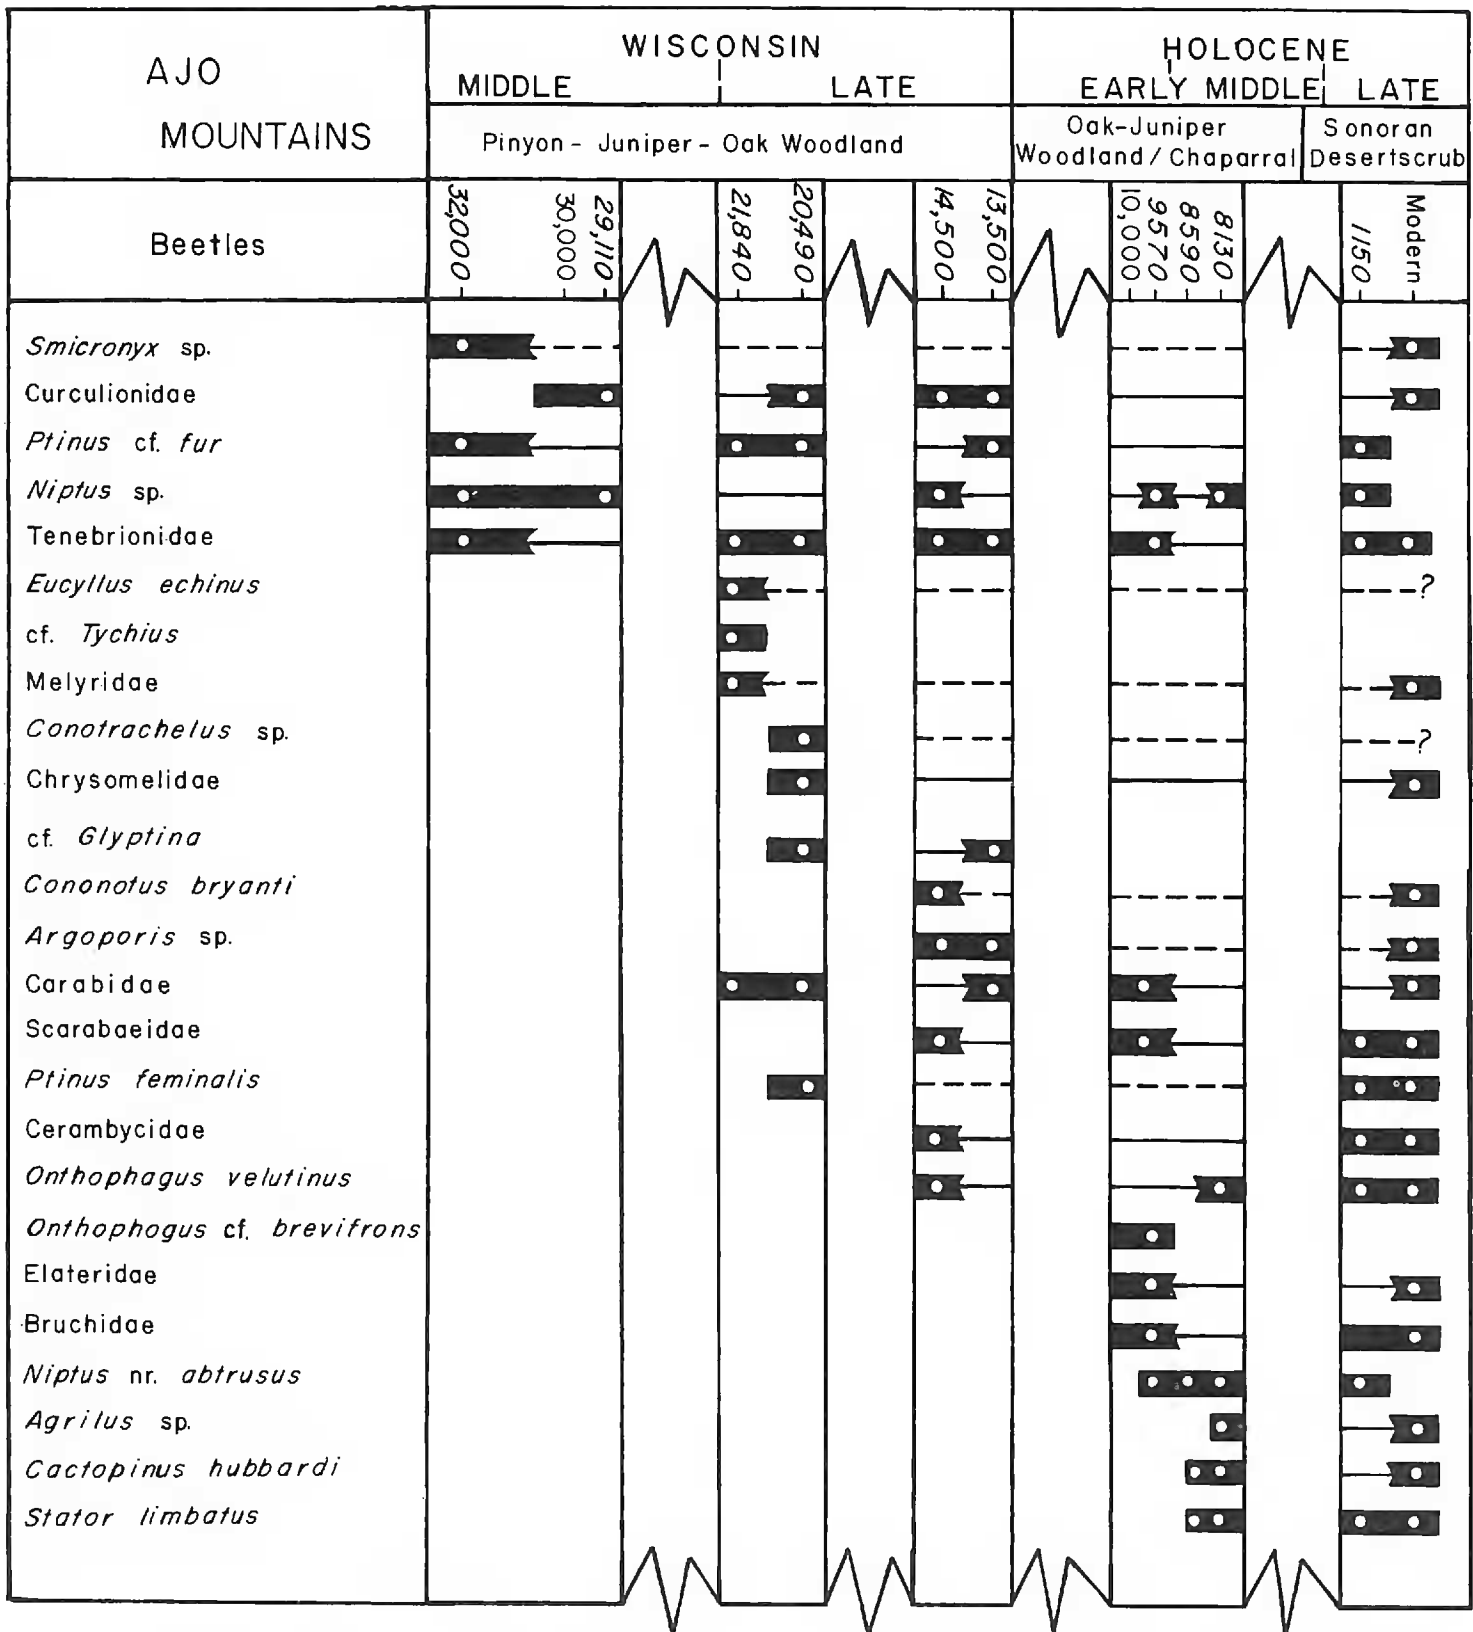 AJO
MOUNTAINS
WISCONSIN
MIDDLE LATE
HOLOCENE
EARLY MIDDLE LATE
Pinyon - Juniper - Oak Woodland
Oak-Juniper
Woodland / Chaparral
Sonoran
Desertscrub
Beetles
32,000 30,000 29,110 21,840 20,490 14,500 13,500 10,000 9570 8590 8130 1150 Modern
Smicronyx sp.
Curculionidae
Ptinus cf. fur
Niptus sp.
Tenebrionidae
Eucyllus echinus ?
cf. Tychius
Melyridae
Conotrachelus sp. ?
Chrysomelidae
cf. Glyptina
Cononotus bryanti
Argoporis sp.
Carabidae
Scarabaeidae
Ptinus feminalis
Cerambycidae
Onthophagus velutinus
Onthophogus cf. brevifrons
Elateridae
Bruchidae
Niptus nr. abtrusus
Agrilus sp.
Cactopinus hubbardi
Stator limbatus